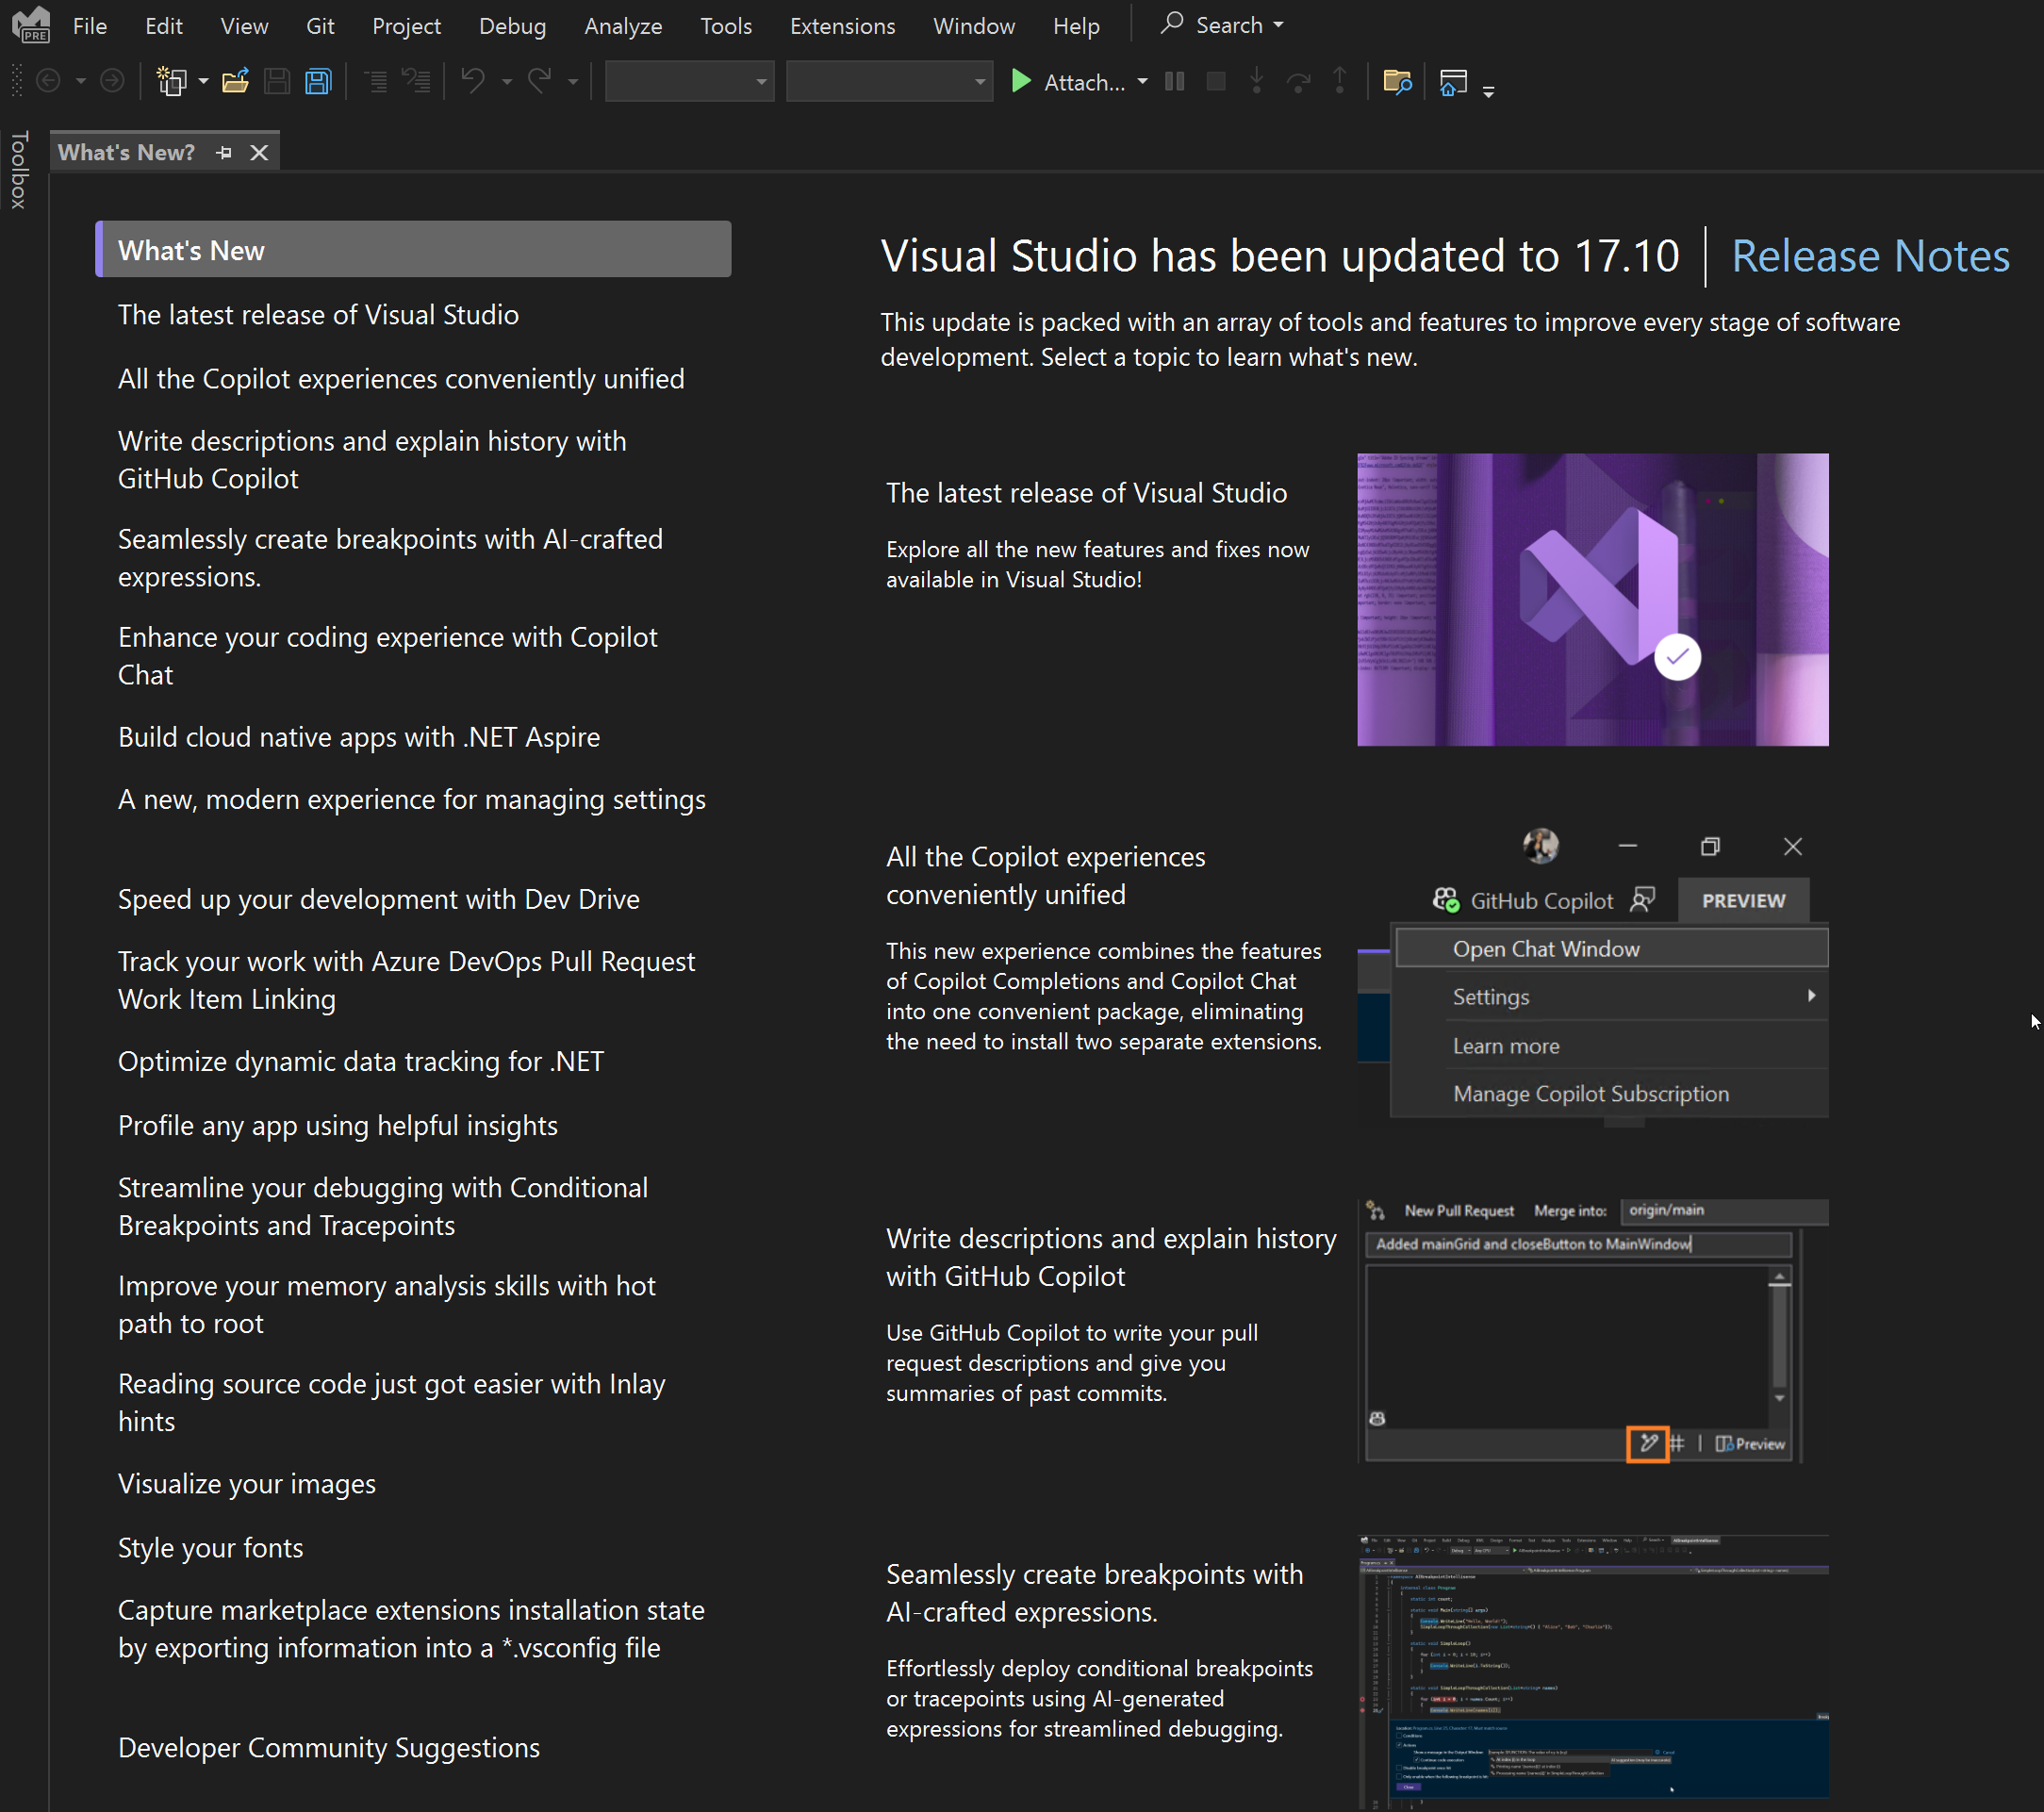 PRE
File Edit View Git Project Debug Analyze Tools Extensions Window Help Search
Attach...
Toolbox
What's New?
What's New
The latest release of Visual Studio
All the Copilot experiences conveniently unified
Write descriptions and explain history with
GitHub Copilot
Seamlessly create breakpoints with AI-crafted
expressions.
Enhance your coding experience with Copilot
Chat
Build cloud native apps with .NET Aspire
A new, modern experience for managing settings
Speed up your development with Dev Drive
Track your work with Azure DevOps Pull Request
Work Item Linking
Optimize dynamic data tracking for .NET
Profile any app using helpful insights
Streamline your debugging with Conditional
Breakpoints and Tracepoints
Improve your memory analysis skills with hot
path to root
Reading source code just got easier with Inlay
hints
Visualize your images
Style your fonts
Capture marketplace extensions installation state
by exporting information into a *.vsconfig file
Developer Community Suggestions
Visual Studio has been updated to 17.10 Release Notes
This update is packed with an array of tools and features to improve every stage of software
development. Select a topic to learn what's new.
The latest release of Visual Studio
Explore all the new features and fixes now
available in Visual Studio!
All the Copilot experiences
conveniently unified
This new experience combines the features
of Copilot Completions and Copilot Chat
into one convenient package, eliminating
the need to install two separate extensions.
GitHub Copilot PREVIEW
Open Chat Window
Settings
Learn more
Manage Copilot Subscription
Write descriptions and explain history
with GitHub Copilot
Use GitHub Copilot to write your pull
request descriptions and give you
summaries of past commits.
New Pull Request Merge into: origin/main
Added mainGrid and closeButton to MainWindow
Preview
Seamlessly create breakpoints with
AI-crafted expressions.
Effortlessly deploy conditional breakpoints
or tracepoints using AI-generated
expressions for streamlined debugging.